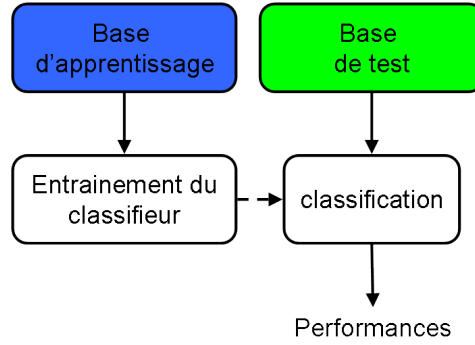 Base
d'apprentissage
Base
de test
Entrainement du
classifieur
classification
Performances